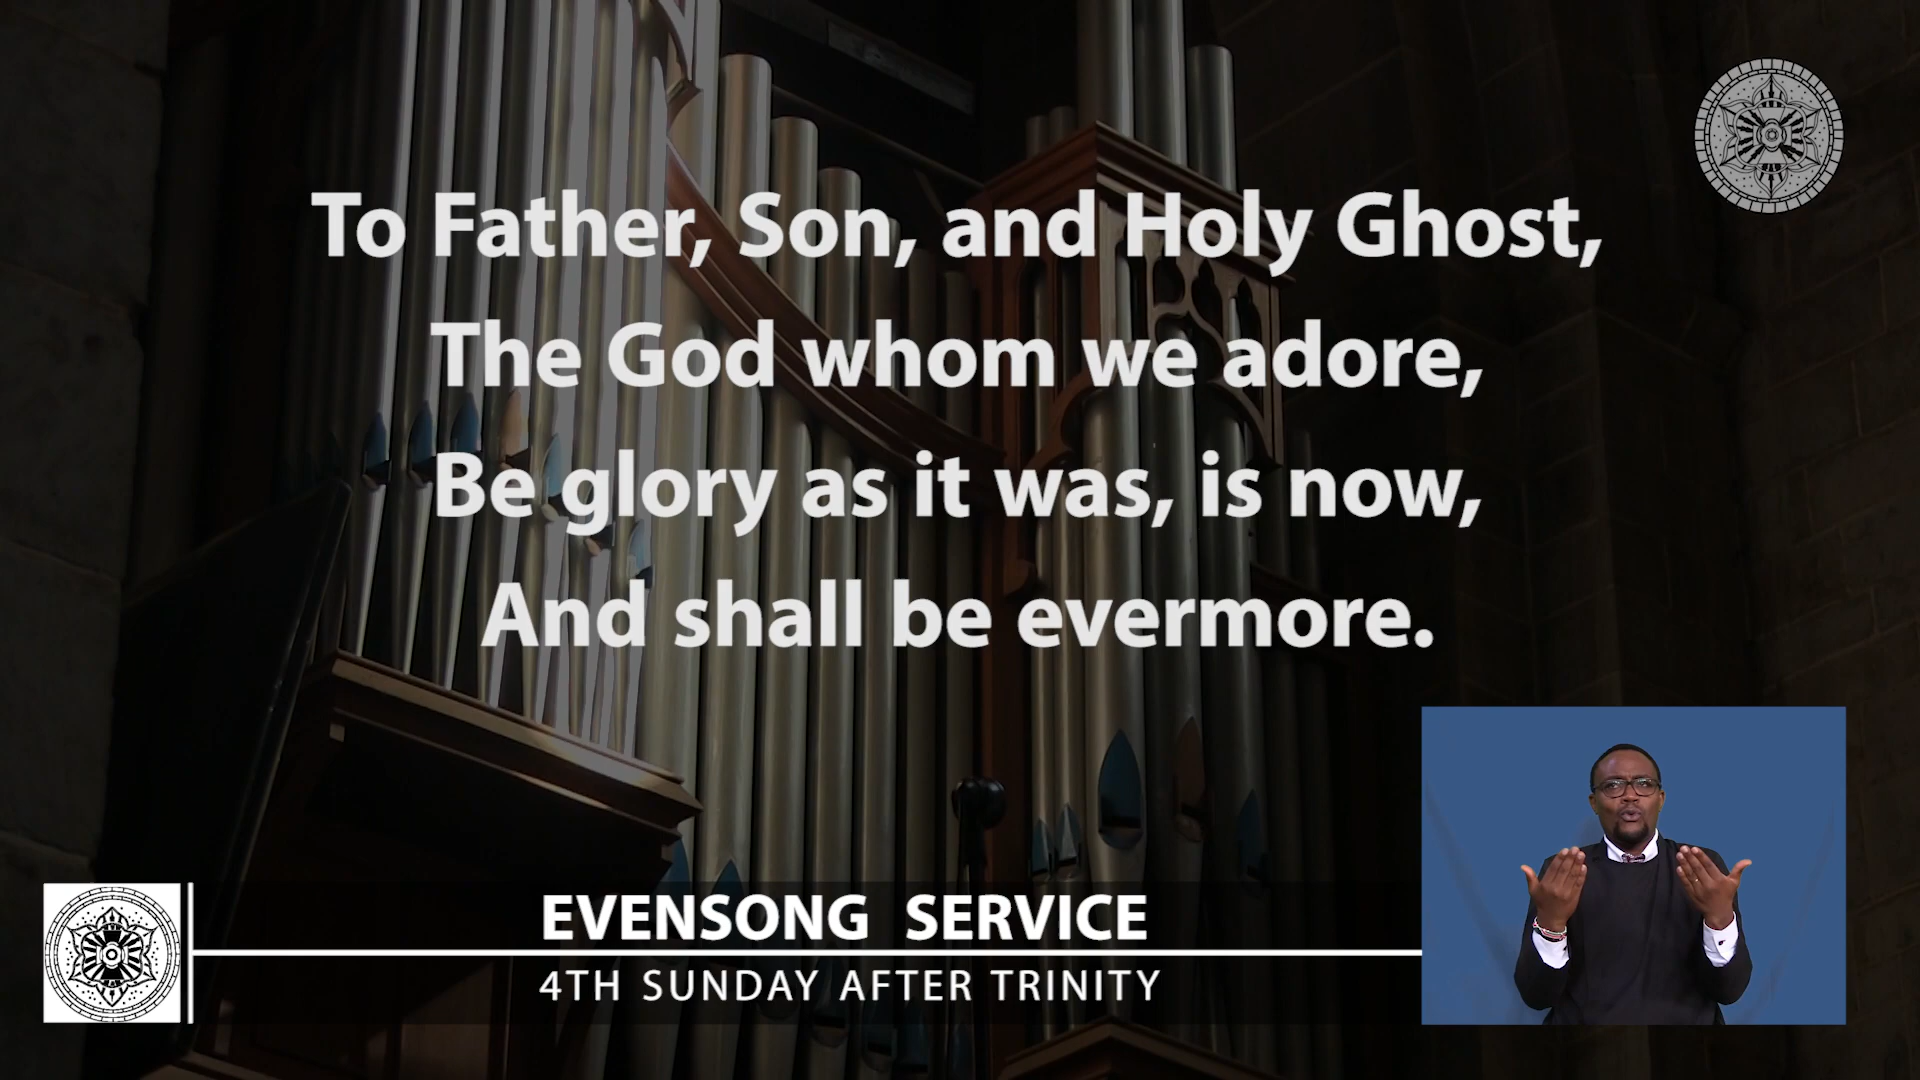 To Father, Son, and Holy Ghost,
The God whom we adore,
Be glory as it was, is now,
And shall be evermore.
EVENSONG SERVICE
4TH SUNDAY AFTER TRINITY